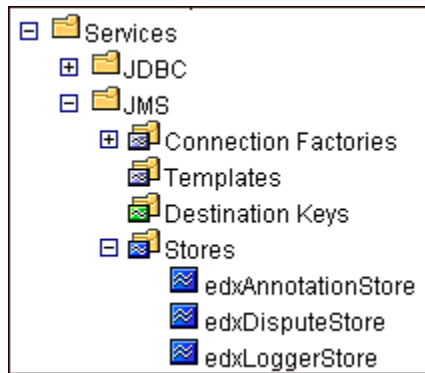 Services
JDBC
JMS
Connection Factories
Templates
Destination Keys
Stores
edxAnnotationStore
edxDisputeStore
edxLoggerStore